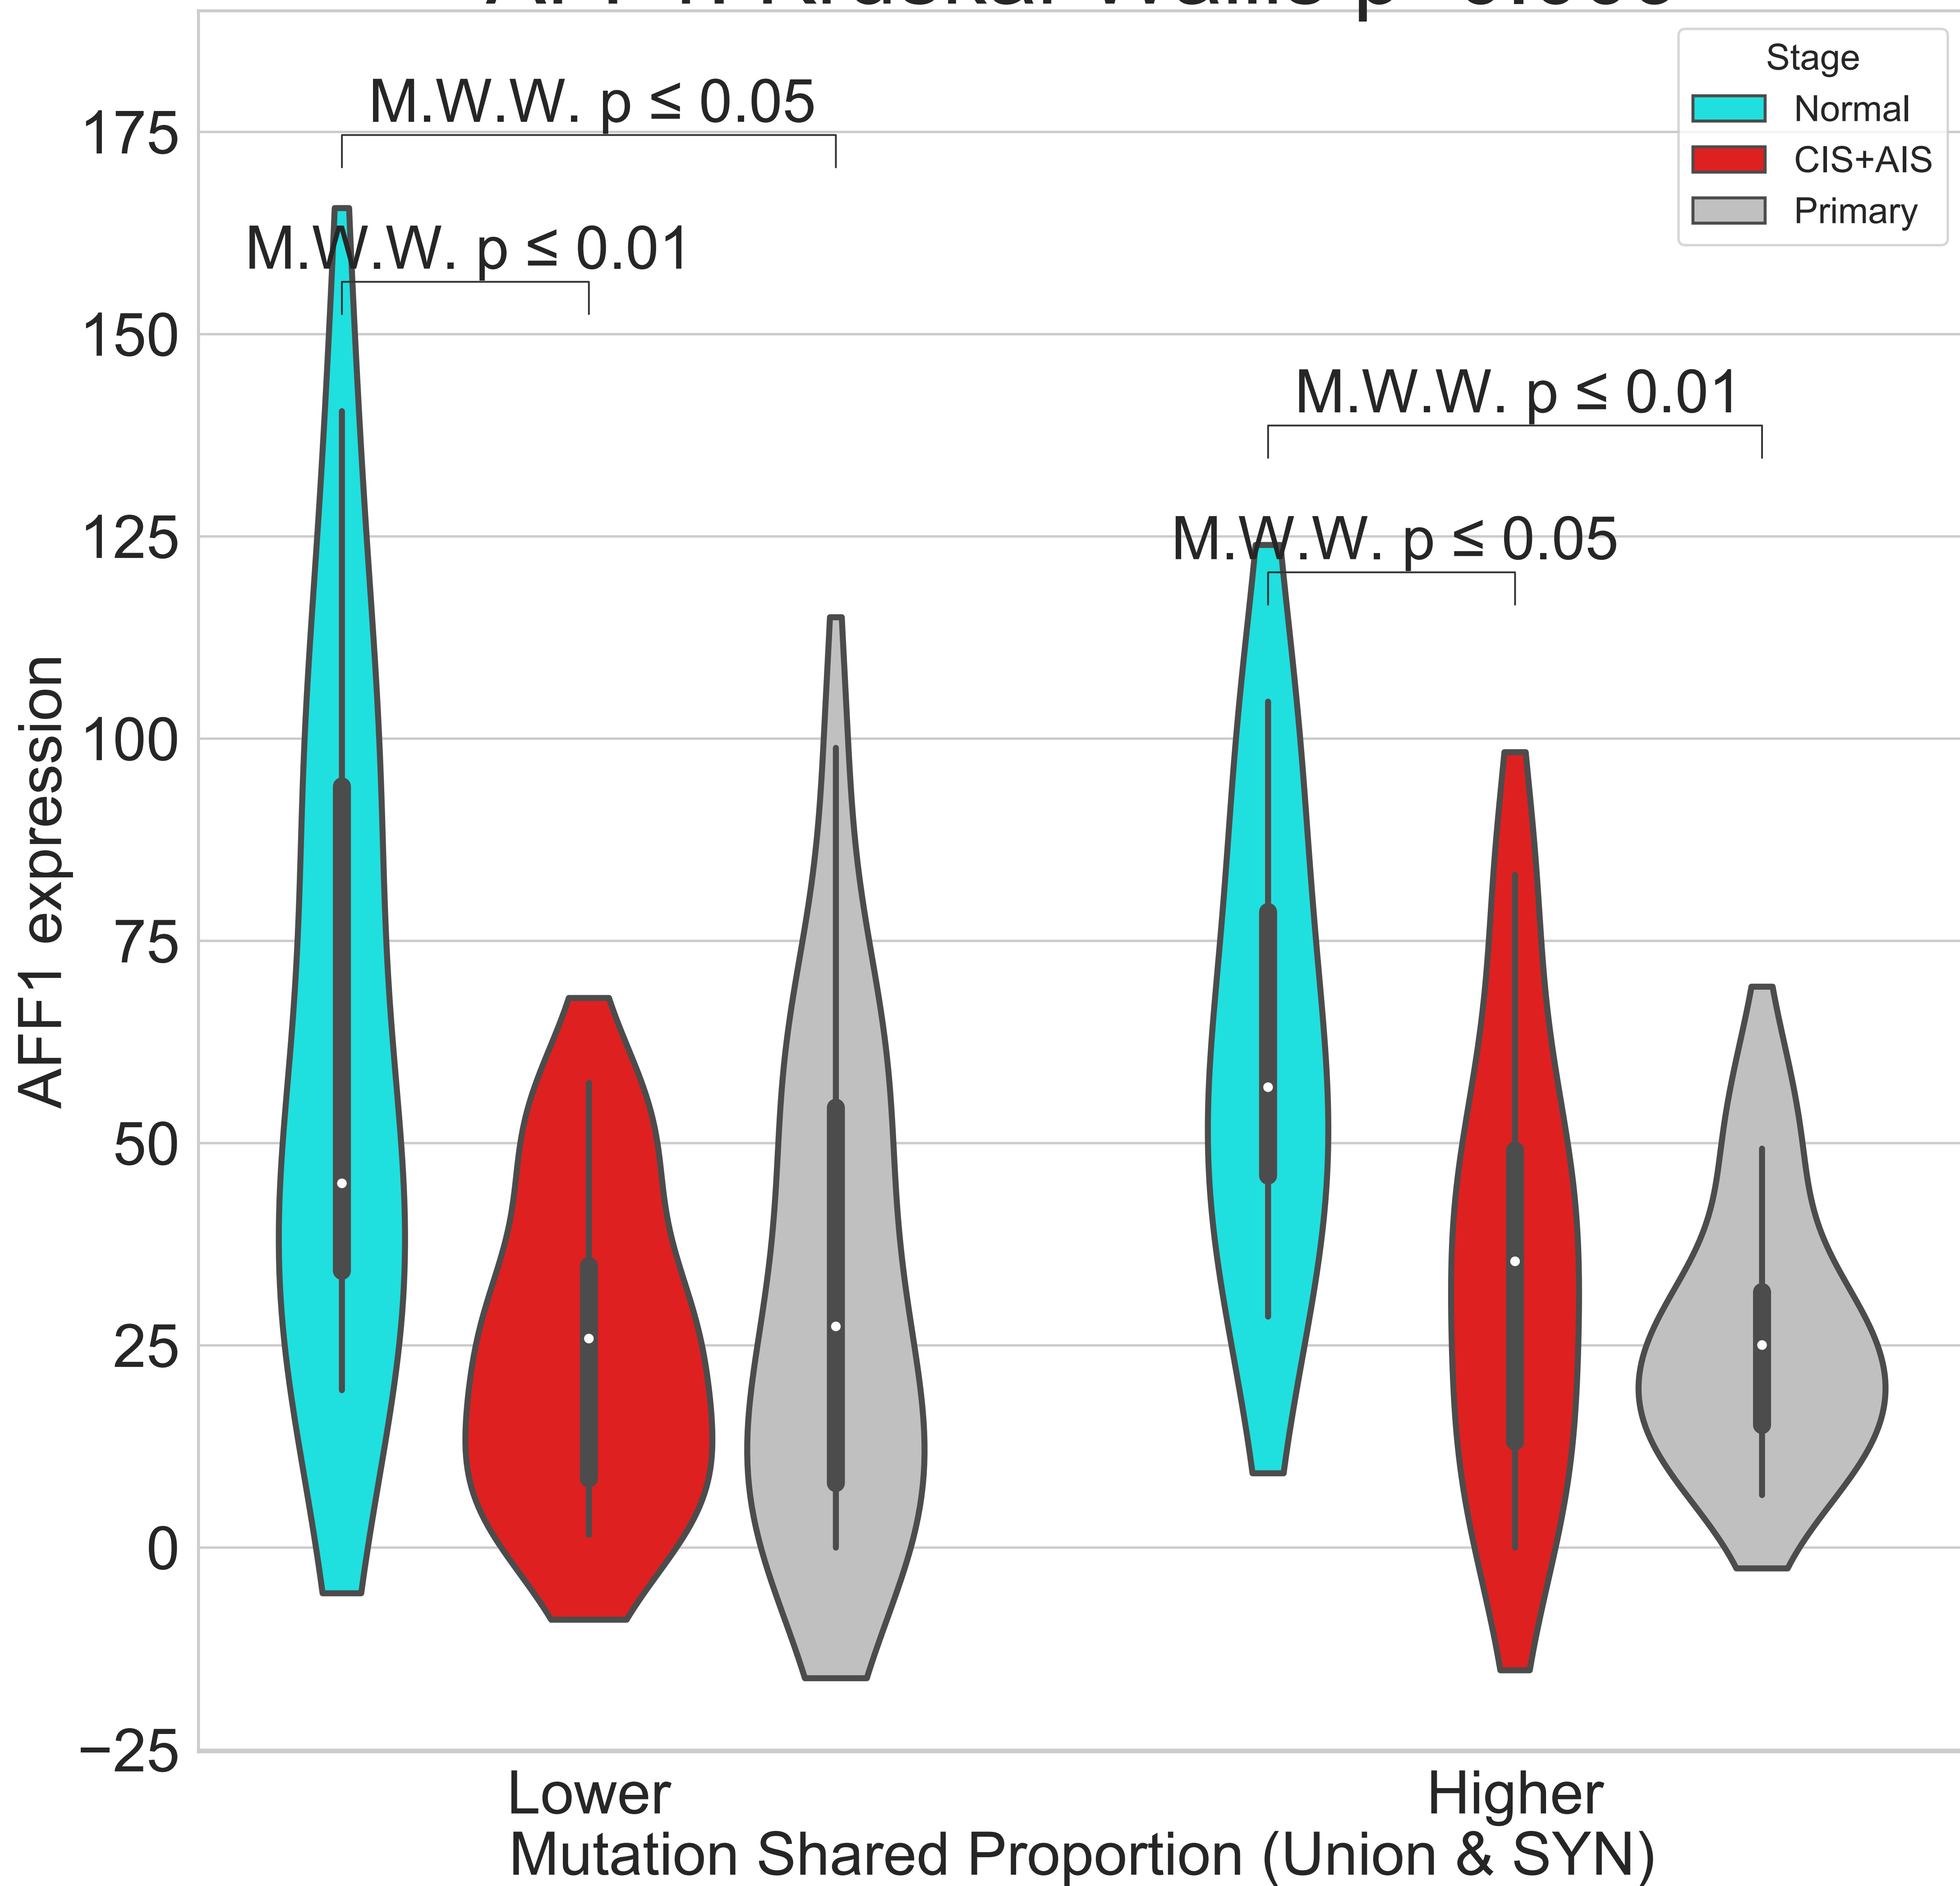 Stage
Normal
CIS+AIS
Primary
M.W.W. p ≤ 0.05
M.W.W. p ≤ 0.01
M.W.W. p ≤ 0.01
M.W.W. p ≤ 0.05
175
150
125
100
75
50
25
0
−25
AFF1 expression
Lower
Higher
Mutation Shared Proportion (Union & SYN)